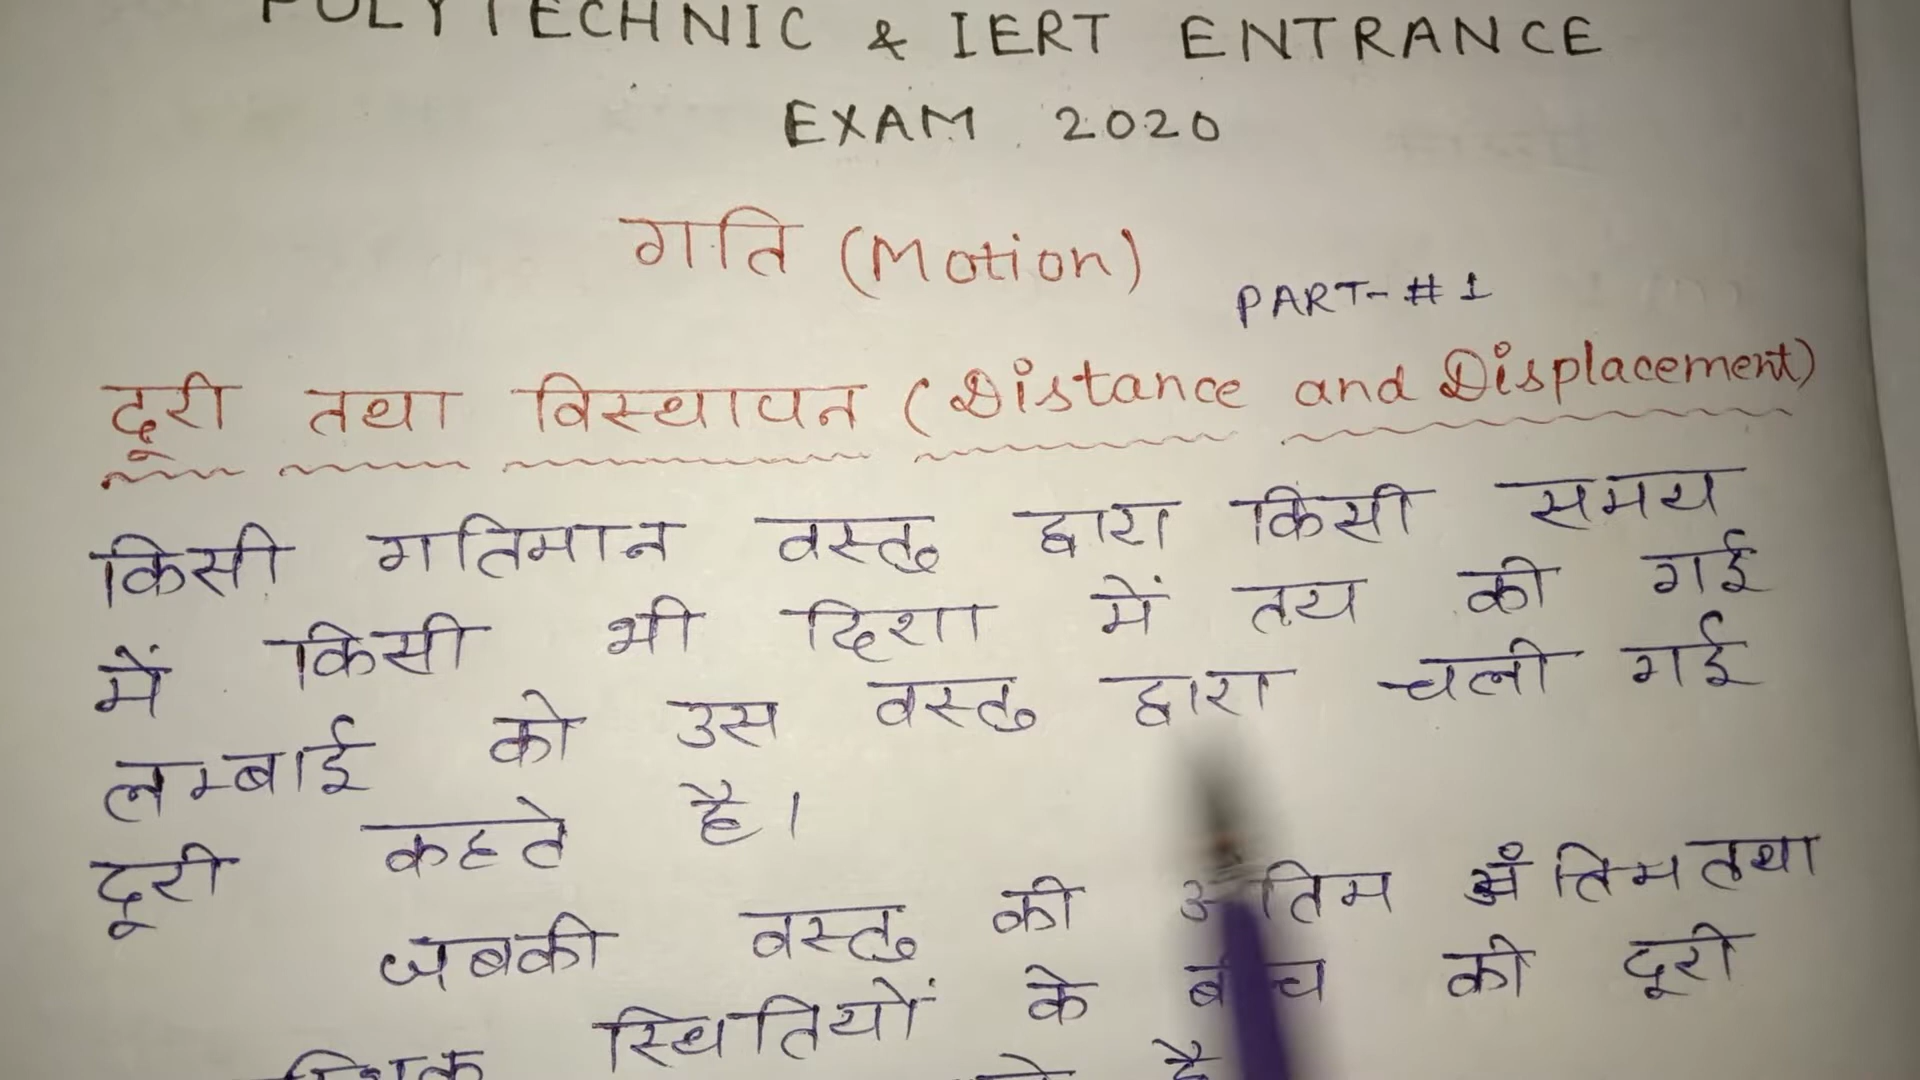 POLYTECHNIC & IERT ENTRANCE
EXAM 2020
गति (Motion)
PART-#1
दूरी तथा विस्थापन (Distance and Displacement)
किसी गतिमान वस्तु द्वारा किसी समय
में किसी भी दिशा में तय की गई
लम्बाई को उस वस्तु द्वारा चली गई
दूरी कहते है।
जबकी वस्तु की अंतिम अंतिम तथा
स्थितियों के बीच की दूरी
है